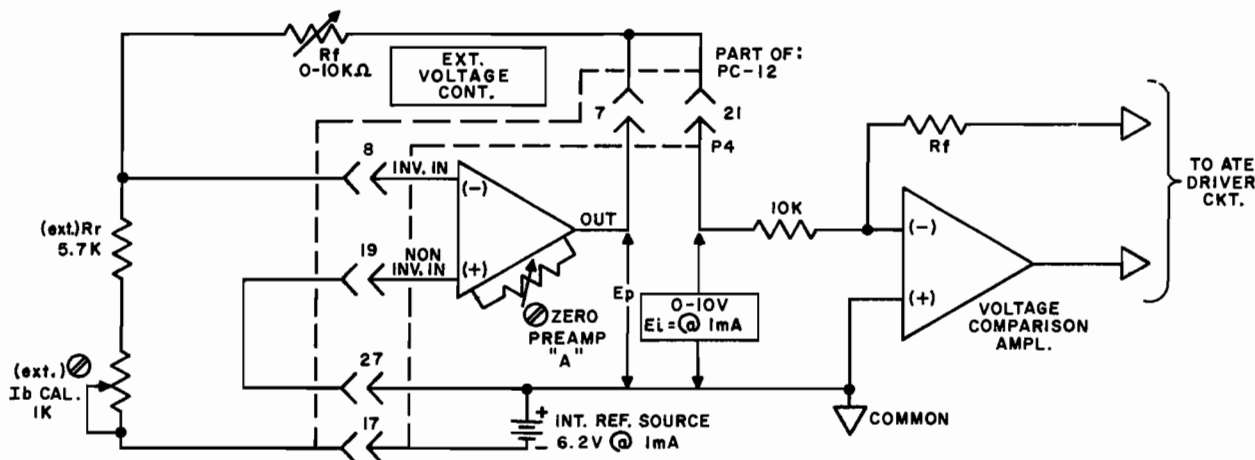 Rf
0-10KΩ
EXT.
VOLTAGE
CONT.
PART OF:
PC-12
7
21
P4
8
INV. IN
(-)
Rf
TO ATE
DRIVER
CKT.
(ext.) Rr
5.7K
OUT
10K
(-)
19
NON
INV. IN
(+)
ZERO
PREAMP
"A"
Ep
0-10V
Ei = @ 1mA
(+)
VOLTAGE
COMPARISON
AMPL.
(ext.)
Ib CAL.
1K
27
17
+
-
INT. REF. SOURCE
6.2V @ 1mA
COMMON